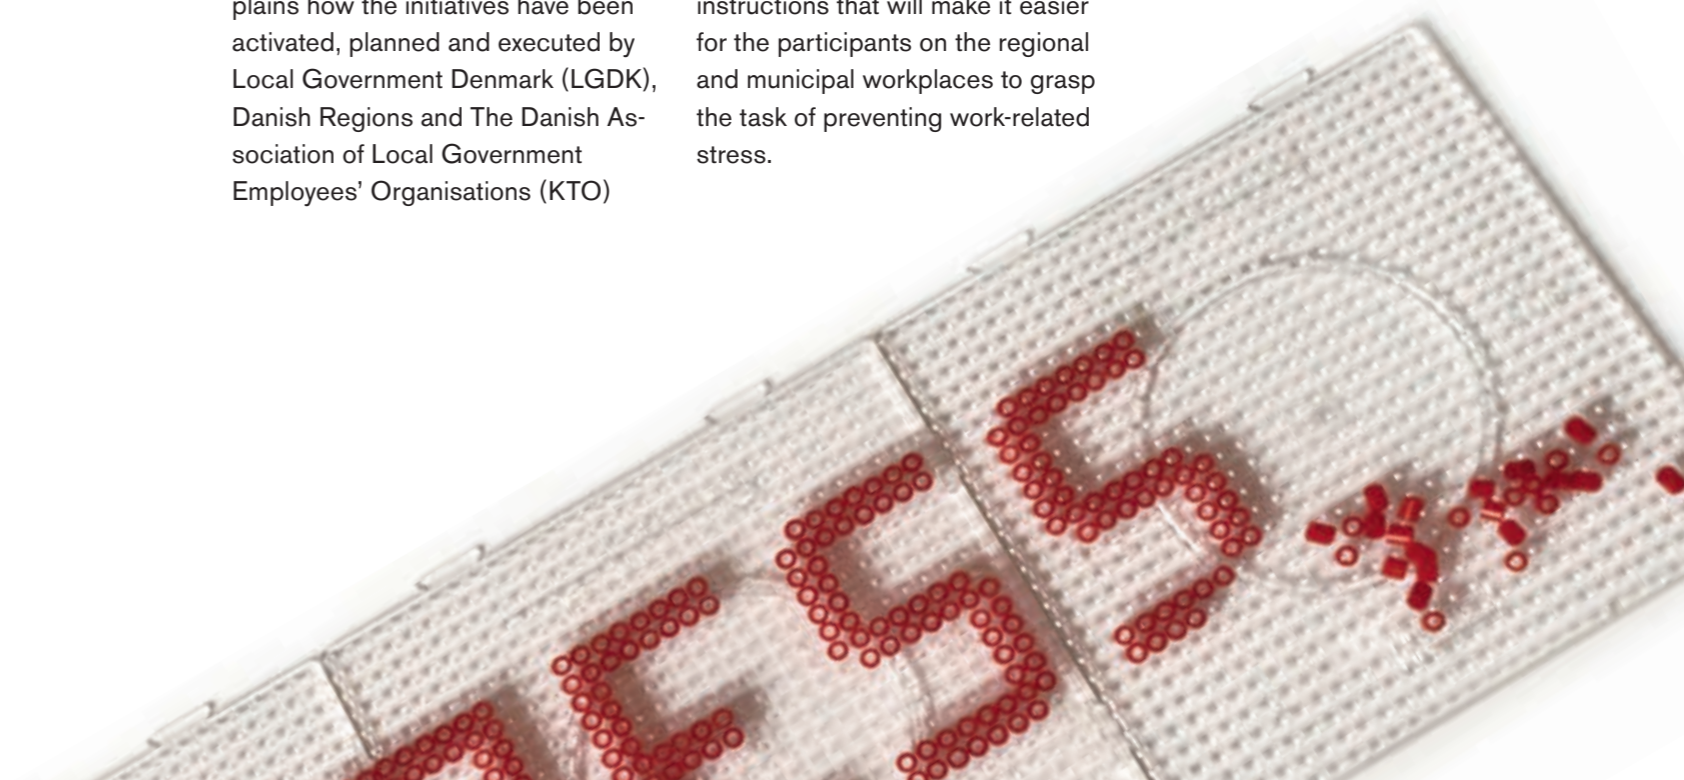 plains how the initiatives have been
activated, planned and executed by
Local Government Denmark (LGDK),
Danish Regions and The Danish As-
sociation of Local Government
Employees’ Organisations (KTO)
instructions that will make it easier
for the participants on the regional
and municipal workplaces to grasp
the task of preventing work-related
stress.
RESS